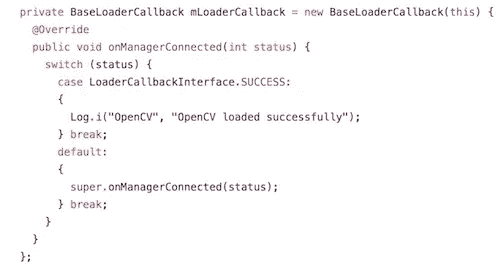 private BaseLoaderCallback mLoaderCallback = new BaseLoaderCallback(this) {
  @Override
  public void onManagerConnected(int status) {
    switch (status) {
      case LoaderCallbackInterface.SUCCESS:
      {
        Log.i("OpenCV", "OpenCV loaded successfully");
      } break;
      default:
      {
        super.onManagerConnected(status);
      } break;
    }
  }
};